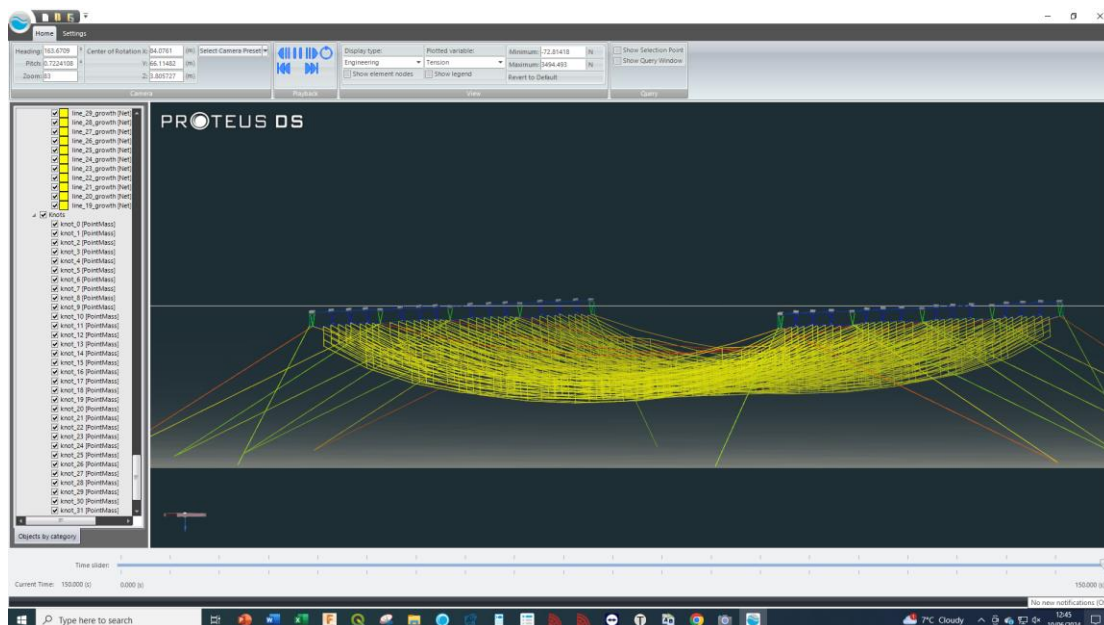 Home Settings
Heading: 163.6709 ° Center of Rotation X: 84.0761 (m) Select Camera Preset
Pitch: 0.7224108 ° Y: 66.11482 (m)
Zoom: 83 Z: 3.805727 (m)
Camera
Playback
Display type: Plotted variable: Minimum: -72.81418 N
Engineering Tension Maximum: 3494.493 N
Show element nodes Show legend Revert to Default
View
Show Selection Point
Show Query Window
Query
line_29_growth [Net]
line_28_growth [Net]
line_27_growth [Net]
line_26_growth [Net]
line_25_growth [Net]
line_24_growth [Net]
line_23_growth [Net]
line_22_growth [Net]
line_21_growth [Net]
line_20_growth [Net]
line_19_growth [Net]
Knots
knot_0 [PointMass]
knot_1 [PointMass]
knot_2 [PointMass]
knot_3 [PointMass]
knot_4 [PointMass]
knot_5 [PointMass]
knot_6 [PointMass]
knot_7 [PointMass]
knot_8 [PointMass]
knot_9 [PointMass]
knot_10 [PointMass]
knot_11 [PointMass]
knot_12 [PointMass]
knot_13 [PointMass]
knot_14 [PointMass]
knot_15 [PointMass]
knot_16 [PointMass]
knot_17 [PointMass]
knot_18 [PointMass]
knot_19 [PointMass]
knot_20 [PointMass]
knot_21 [PointMass]
knot_22 [PointMass]
knot_23 [PointMass]
knot_24 [PointMass]
knot_25 [PointMass]
knot_26 [PointMass]
knot_27 [PointMass]
knot_28 [PointMass]
knot_29 [PointMass]
knot_30 [PointMass]
knot_31 [PointMass]
Objects by category
PROTEUS DS
Time slider:
Current Time: 150.000 (s) 0.000 (s) 150.000 (s)
No new notifications
Type here to search
7°C Cloudy
12:45